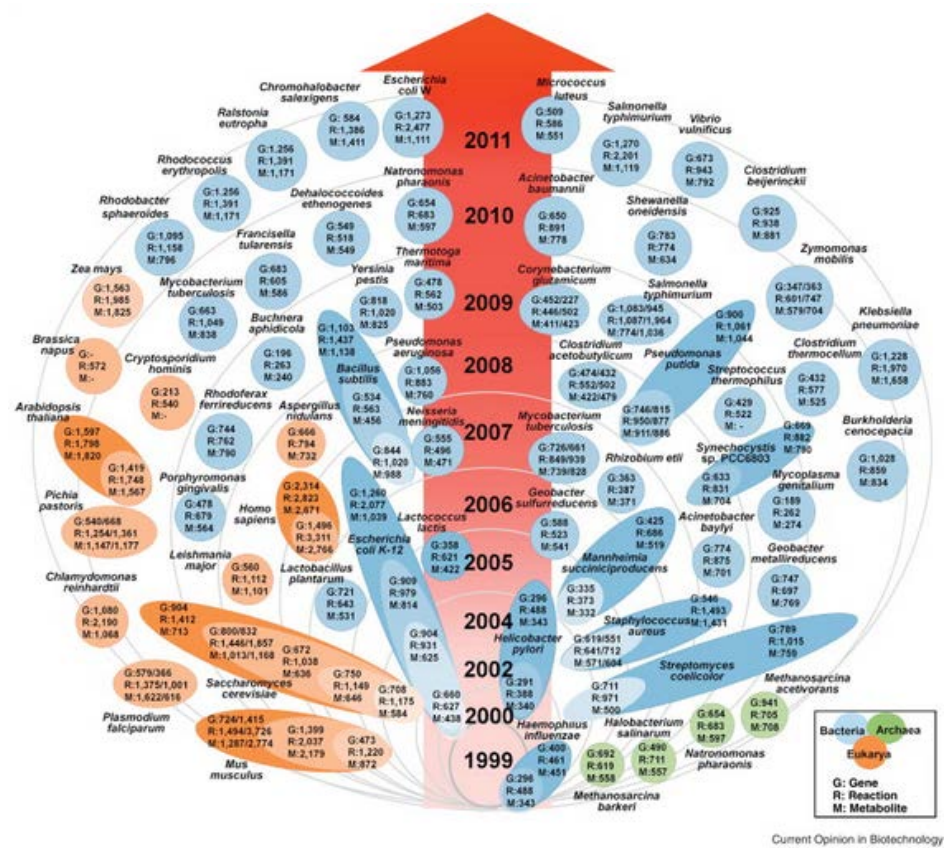 Escherichia
coli W
G:1,273
R:2,477
M:1,111
Chromohalobacter
salexigens
G: 584
R:1,386
M:1,411
Ralstonia
eutropha
G:1.256
R:1,391
M:1,171
Rhodococcus
erythropolis
G:1.256
R:1,391
M:1,171
Rhodobacter
sphaeroides
G:1,095
R:1,158
M:796
2011
Micrococcus
luteus
G:509
R:586
M:551
Salmonella
typhimurium
G:1,270
R:2,201
M:1,119
Vibrio
vulnificus
G:673
R:943
M:792
Clostridium
beijerinckii
G:925
R:938
M:881
Zymomonas
mobilis
G:347/363
R:601/747
M:579/704
Klebsiella
pneumoniae
G:1,228
R:1,970
M:1,658
Burkholderia
cenocepacia
G:1,028
R:859
M:834
Natronomonas
pharaonis
G:654
R:683
M:597
Dehalococcoides
ethenogenes
G:549
R:518
M:549
Francisella
tularensis
G:683
R:605
M:586
Mycobacterium
tuberculosis
G:663
R:1,049
M:838
Zea mays
G:1,563
R:1,985
M:1,825
Brassica
napus
G:-
R:572
M:-
2010
Acinetobacter
baumannii
G:650
R:891
M:778
Shewanella
oneidensis
G:783
R:774
M:634
Thermotoga
maritima
G:478
R:562
M:503
Yersinia
pestis
G:818
R:1,020
M:825
Buchnera
aphidicola
G:196
R:263
M:240
Cryptosporidium
hominis
G:213
R:540
M:-
2009
Corynebacterium
glutamicum
G:452/227
R:446/502
M:411/423
Salmonella
typhimurium
G:1,083/945
R:1,087/1,964
M:774/1,036
Clostridium
thermocellum
G:432
R:577
M:525
G:1,103
R:1,437
M:1,138
Bacillus
subtilis
G:534
R:563
M:456
G:844
R:1,020
M:988
Pseudomonas
aeruginosa
G:1,056
R:883
M:760
2008
Clostridium
acetobutylicum
G:474/432
R:552/502
M:422/479
G:900
R:1,061
M:1,044
Pseudomonas
putida
G:746/815
R:950/877
M:911/886
Streptococcus
thermophilus
G:429
R:522
M: -
Rhodoferax
ferrireducens
G:744
R:762
M:790
Aspergillus
nidulans
G:666
R:794
M:732
Neisseria
meningitidis
G:555
R:496
M:471
2007
Mycobacterium
tuberculosis
G:726/661
R:849/939
M:739/828
G:669
R:882
M:790
Synechocystis
sp. PCC6803
G:633
R:831
M:704
Arabidopsis
thaliana
G:1,597
R:1,798
M:1,820
G:1,419
R:1,748
M:1,567
Porphyromonas
gingivalis
G:478
R:679
M:564
Homo
sapiens
G:2,314
R:2,823
M:2,671
G:1,496
R:3,311
M:2,766
2006
Rhizobium etli
G:363
R:387
M:371
Geobacter
sulfurreducens
G:588
R:523
M:541
Mycoplasma
genitalium
G:189
R:262
M:274
Pichia
pastoris
G:540/668
R:1,254/1,361
M:1,147/1,177
Leishmania
major
G:560
R:1,112
M:1,101
G:1,260
R:2,077
M:1,039
Escherichia
coli K-12
G:909
R:979
M:814
G:904
R:931
M:625
G:660
R:627
M:438
Lactococcus
lactis
G:358
R:621
M:422
2005
G:425
R:686
M:519
Mannheimia
succiniciproducens
G:335
R:373
M:332
Acinetobacter
baylyi
G:774
R:875
M:701
Geobacter
metallireducens
G:747
R:697
M:769
Chlamydomonas
reinhardtii
G:1,080
R:2,190
M:1,068
Lactobacillus
plantarum
G:721
R:643
M:531
2004
G:296
R:488
M:343
Helicobacter
pylori
G:291
R:388
M:340
G:546
R:1,493
M:1,431
Staphylococcus
aureus
G:619/551
R:641/712
M:571/604
G:904
R:1,412
M:713
G:800/832
R:1,446/1,857
M:1,013/1,168
G:672
R:1,038
M:636
G:750
R:1,149
M:646
G:708
R:1,175
M:584
Saccharomyces
cerevisiae
2002
G:789
R:1,015
M:759
Streptomyces
coelicolor
G:711
R:971
M:500
G:579/366
R:1,375/1,001
M:1,622/616
Plasmodium
falciparum
2000
Haemophilus
influenzae
G:400
R:461
M:451
G:296
R:488
M:343
Methanosarcina
acetivorans
G:941
R:705
M:708
G:654
R:683
M:597
Natronomonas
pharaonis
Halobacterium
salinarum
G:490
R:711
M:557
G:692
R:619
M:558
Methanosarcina
barkeri
G:724/1,415
R:1,494/3,726
M:1,287/2,774
G:1,399
R:2,037
M:2,179
G:473
R:1,220
M:872
Mus
musculus
1999
Bacteria
Archaea
Eukarya
G: Gene
R: Reaction
M: Metabolite
Current Opinion in Biotechnology